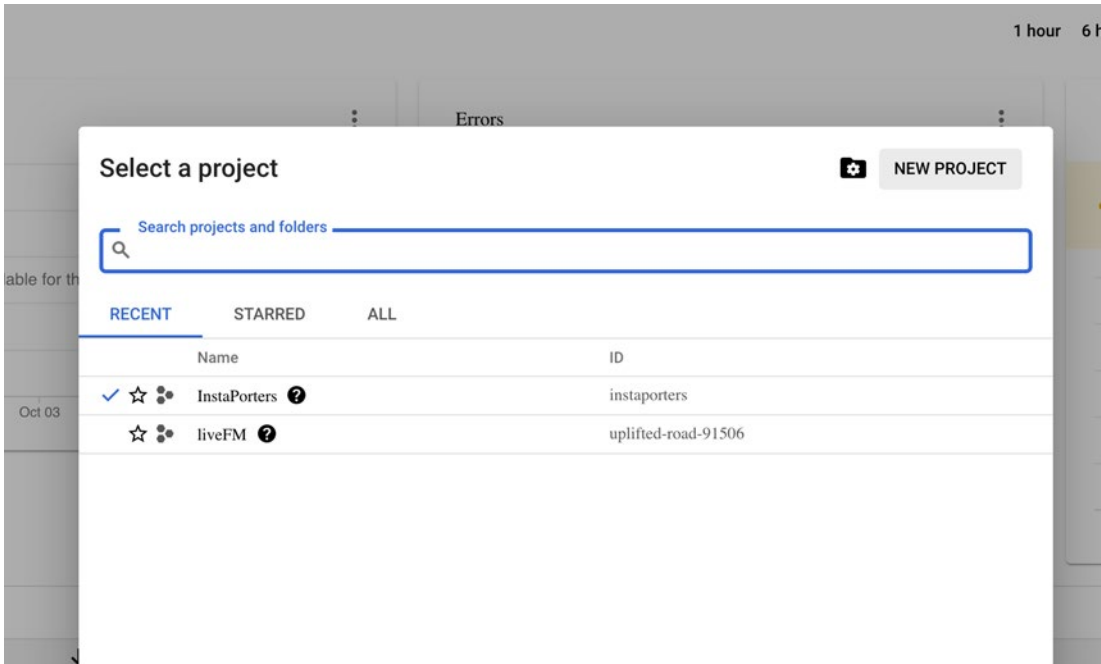 1 hour
Errors
Select a project
NEW PROJECT
Search projects and folders
able for th
RECENT STARRED ALL
Name ID
InstaPorters instaporters
Oct 03
liveFM uplifted-road-91506